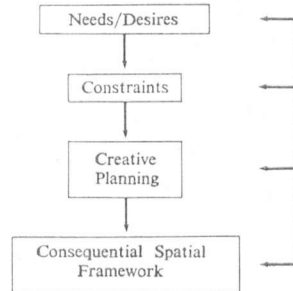 Needs/Desires
Constraints
Creative
Planning
Consequential Spatial
Framework